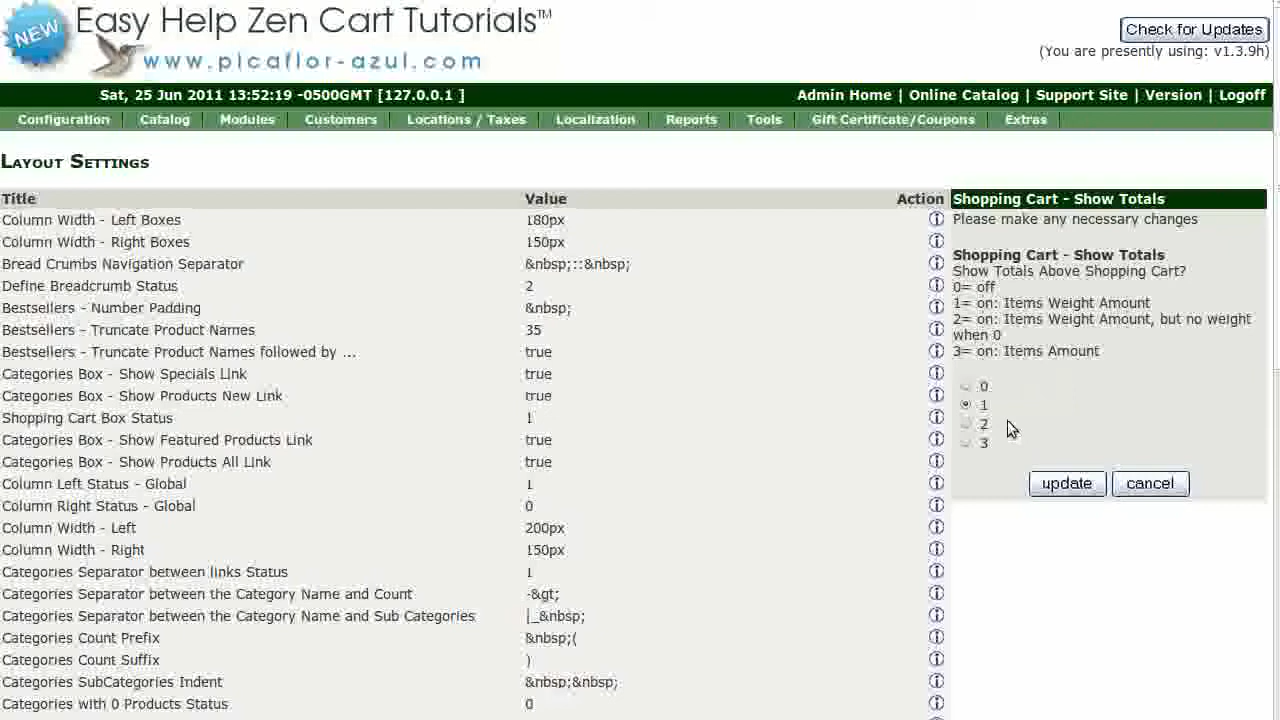 NEW
Easy Help Zen Cart Tutorials™
www.picaflor-azul.com
Check for Updates
(You are presently using: v1.3.9h)
Sat, 25 Jun 2011 13:52:19 -0500GMT [127.0.0.1 ]
Admin Home | Online Catalog | Support Site | Version | Logoff
Configuration Catalog Modules Customers Locations / Taxes Localization Reports Tools Gift Certificate/Coupons Extras
Layout Settings
Title Value Action
Column Width - Left Boxes 180px
Column Width - Right Boxes 150px
Bread Crumbs Navigation Separator &nbsp;::&nbsp;
Define Breadcrumb Status 2
Bestsellers - Number Padding &nbsp;
Bestsellers - Truncate Product Names 35
Bestsellers - Truncate Product Names followed by ... true
Categories Box - Show Specials Link true
Categories Box - Show Products New Link true
Shopping Cart Box Status 1
Categories Box - Show Featured Products Link true
Categories Box - Show Products All Link true
Column Left Status - Global 1
Column Right Status - Global 0
Column Width - Left 200px
Column Width - Right 150px
Categories Separator between links Status 1
Categories Separator between the Category Name and Count -&gt;
Categories Separator between the Category Name and Sub Categories |_&nbsp;
Categories Count Prefix &nbsp;(
Categories Count Suffix )
Categories SubCategories Indent &nbsp;&nbsp;
Categories with 0 Products Status 0
Shopping Cart - Show Totals
Please make any necessary changes
Shopping Cart - Show Totals
Show Totals Above Shopping Cart?
0= off
1= on: Items Weight Amount
2= on: Items Weight Amount, but no weight
when 0
3= on: Items Amount
0
1
2
3
update cancel